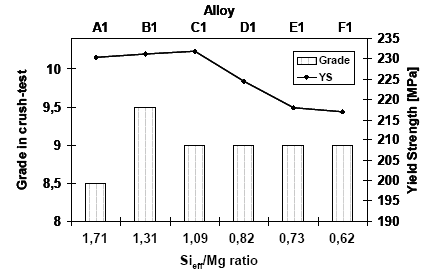 Alloy
A1 B1 C1 D1 E1 F1
Grade in crush-test
10
9,5
9
8,5
8
Grade
YS
235
230
225
220
215
210
205
200
195
190
Yield Strength [MPa]
1,71 1,31 1,09 0,82 0,73 0,62
Sieff/Mg ratio